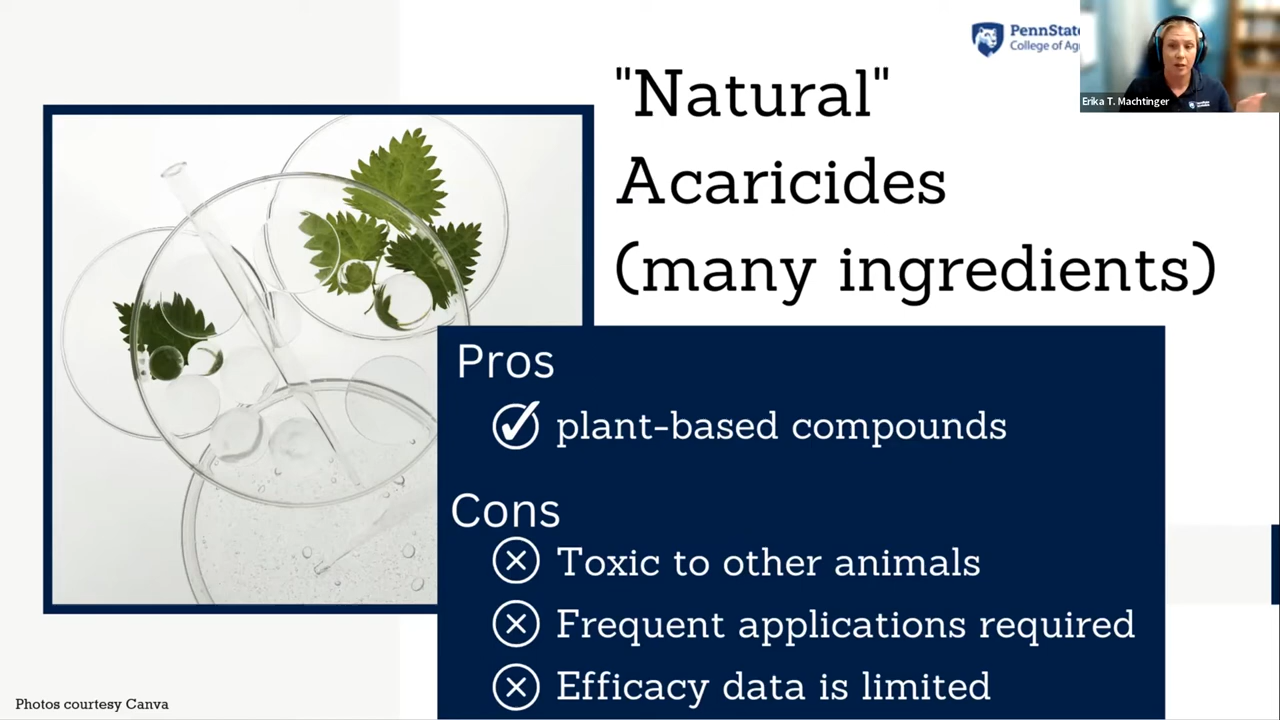 PennState
College of Ag
Erika T. Machtinger
"Natural"
Acaricides
(many ingredients)
Pros
plant-based compounds
Cons
Toxic to other animals
Frequent applications required
Efficacy data is limited
Photos courtesy Canva